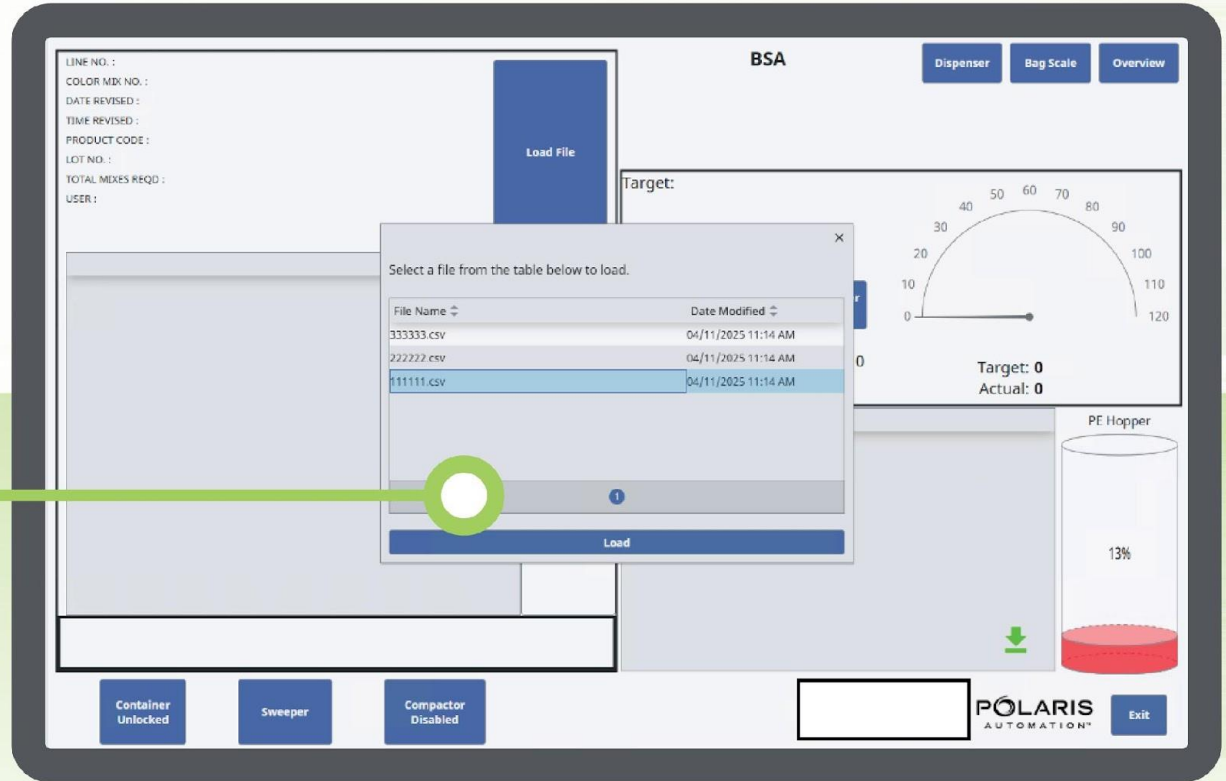 LINE NO. :
COLOR MIX NO. :
DATE REVISED :
TIME REVISED :
PRODUCT CODE :
LOT NO. :
TOTAL MIXES REQD :
USER :
Load File
BSA
Dispenser
Bag Scale
Overview
Target:
0
10
20
30
40
50
60
70
80
90
100
110
120
r
0
Target: 0
Actual: 0
×
Select a file from the table below to load.
File Name Date Modified
333333.csv 04/11/2025 11:14 AM
222222.csv 04/11/2025 11:14 AM
111111.csv 04/11/2025 11:14 AM
1
Load
PE Hopper
13%
Container
Unlocked
Sweeper
Compactor
Disabled
POLARIS
AUTOMATION™
Exit